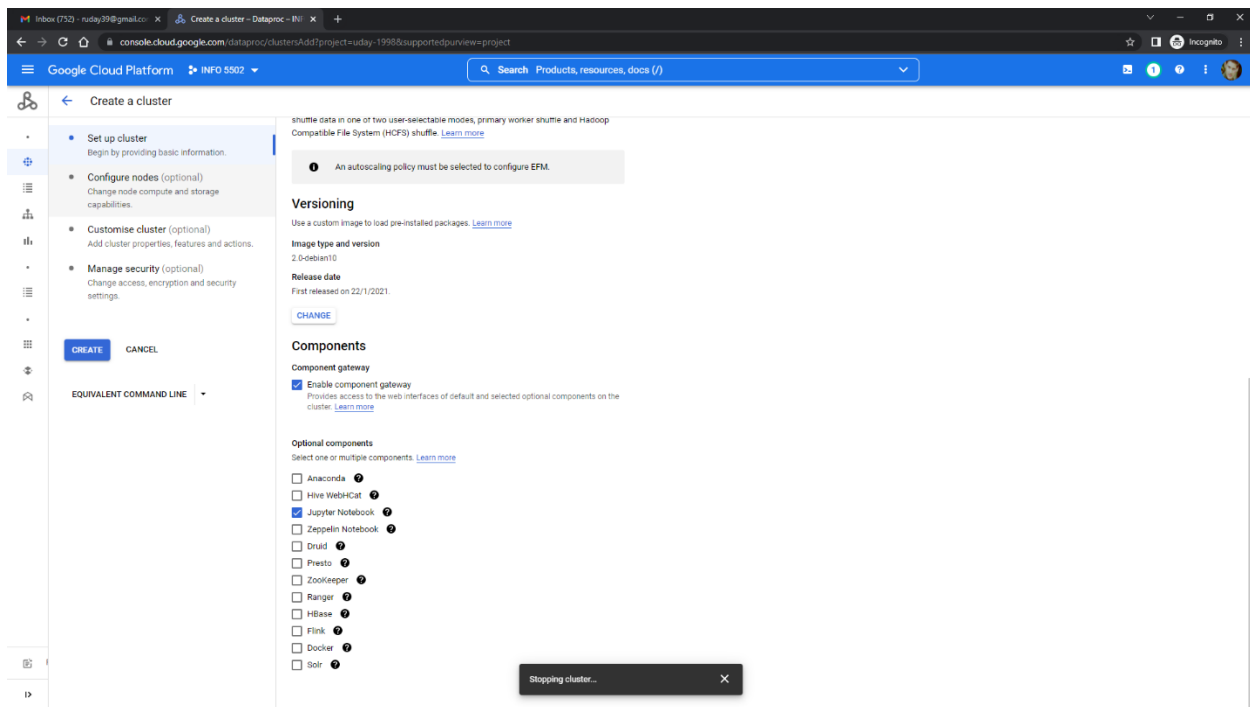 Inbox (752) - ruday39@gmail.co
Create a cluster – Dataproc – INF
console.cloud.google.com/dataproc/clustersAdd?project=uday-1998&supportedpurview=project
Incognito
Google Cloud Platform
INFO 5502
Search Products, resources, docs (/)
1
Create a cluster
Set up cluster
Begin by providing basic information.
Configure nodes (optional)
Change node compute and storage
capabilities.
Customise cluster (optional)
Add cluster properties, features and actions.
Manage security (optional)
Change access, encryption and security
settings.
CREATE
CANCEL
EQUIVALENT COMMAND LINE
shuffle data in one of two user-selectable modes, primary worker shuffle and Hadoop
Compatible File System (HCFS) shuffle. Learn more
An autoscaling policy must be selected to configure EFM.
Versioning
Use a custom image to load pre-installed packages. Learn more
Image type and version
2.0-debian10
Release date
First released on 22/1/2021.
CHANGE
Components
Component gateway
Enable component gateway
Provides access to the web interfaces of default and selected optional components on the
cluster. Learn more
Optional components
Select one or multiple components. Learn more
Anaconda
Hive WebHCat
Jupyter Notebook
Zeppelin Notebook
Druid
Presto
ZooKeeper
Ranger
HBase
Flink
Docker
Solr
Stopping cluster...